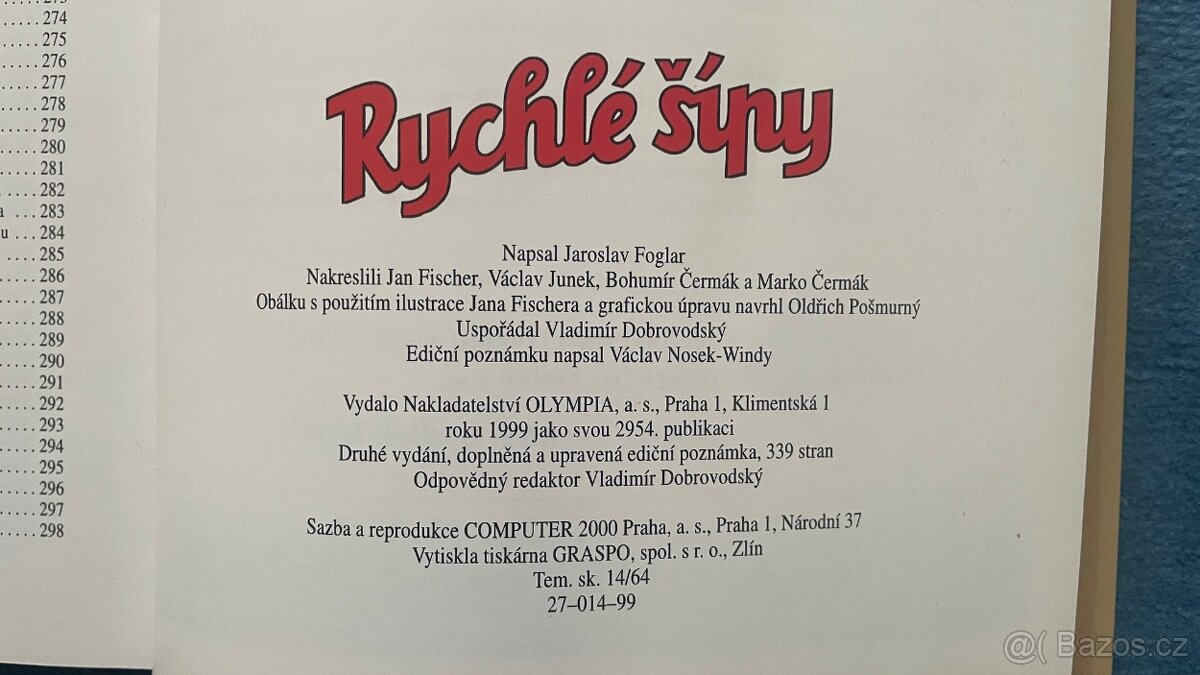 274
275
276
277
278
279
280
281
282
a ... 283
u .... 284
.... 285
286
287
288
289
290
291
292
293
294
295
296
297
298
Rychlé šípy
Napsal Jaroslav Foglar
Nakreslili Jan Fischer, Václav Junek, Bohumír Čermák a Marko Čermák
Obálku s použitím ilustrace Jana Fischera a grafickou úpravu navrhl Oldřich Pošmurný
Uspořádal Vladimír Dobrovodský
Ediční poznámku napsal Václav Nosek-Windy
Vydalo Nakladatelství OLYMPIA, a. s., Praha 1, Klimentská 1
roku 1999 jako svou 2954. publikaci
Druhé vydání, doplněná a upravená ediční poznámka, 339 stran
Odpovědný redaktor Vladimír Dobrovodský
Sazba a reprodukce COMPUTER 2000 Praha, a. s., Praha 1, Národní 37
Vytiskla tiskárna GRASPO, spol. s r. o., Zlín
Tem. sk. 14/64
27–014–99
Bazos.cz